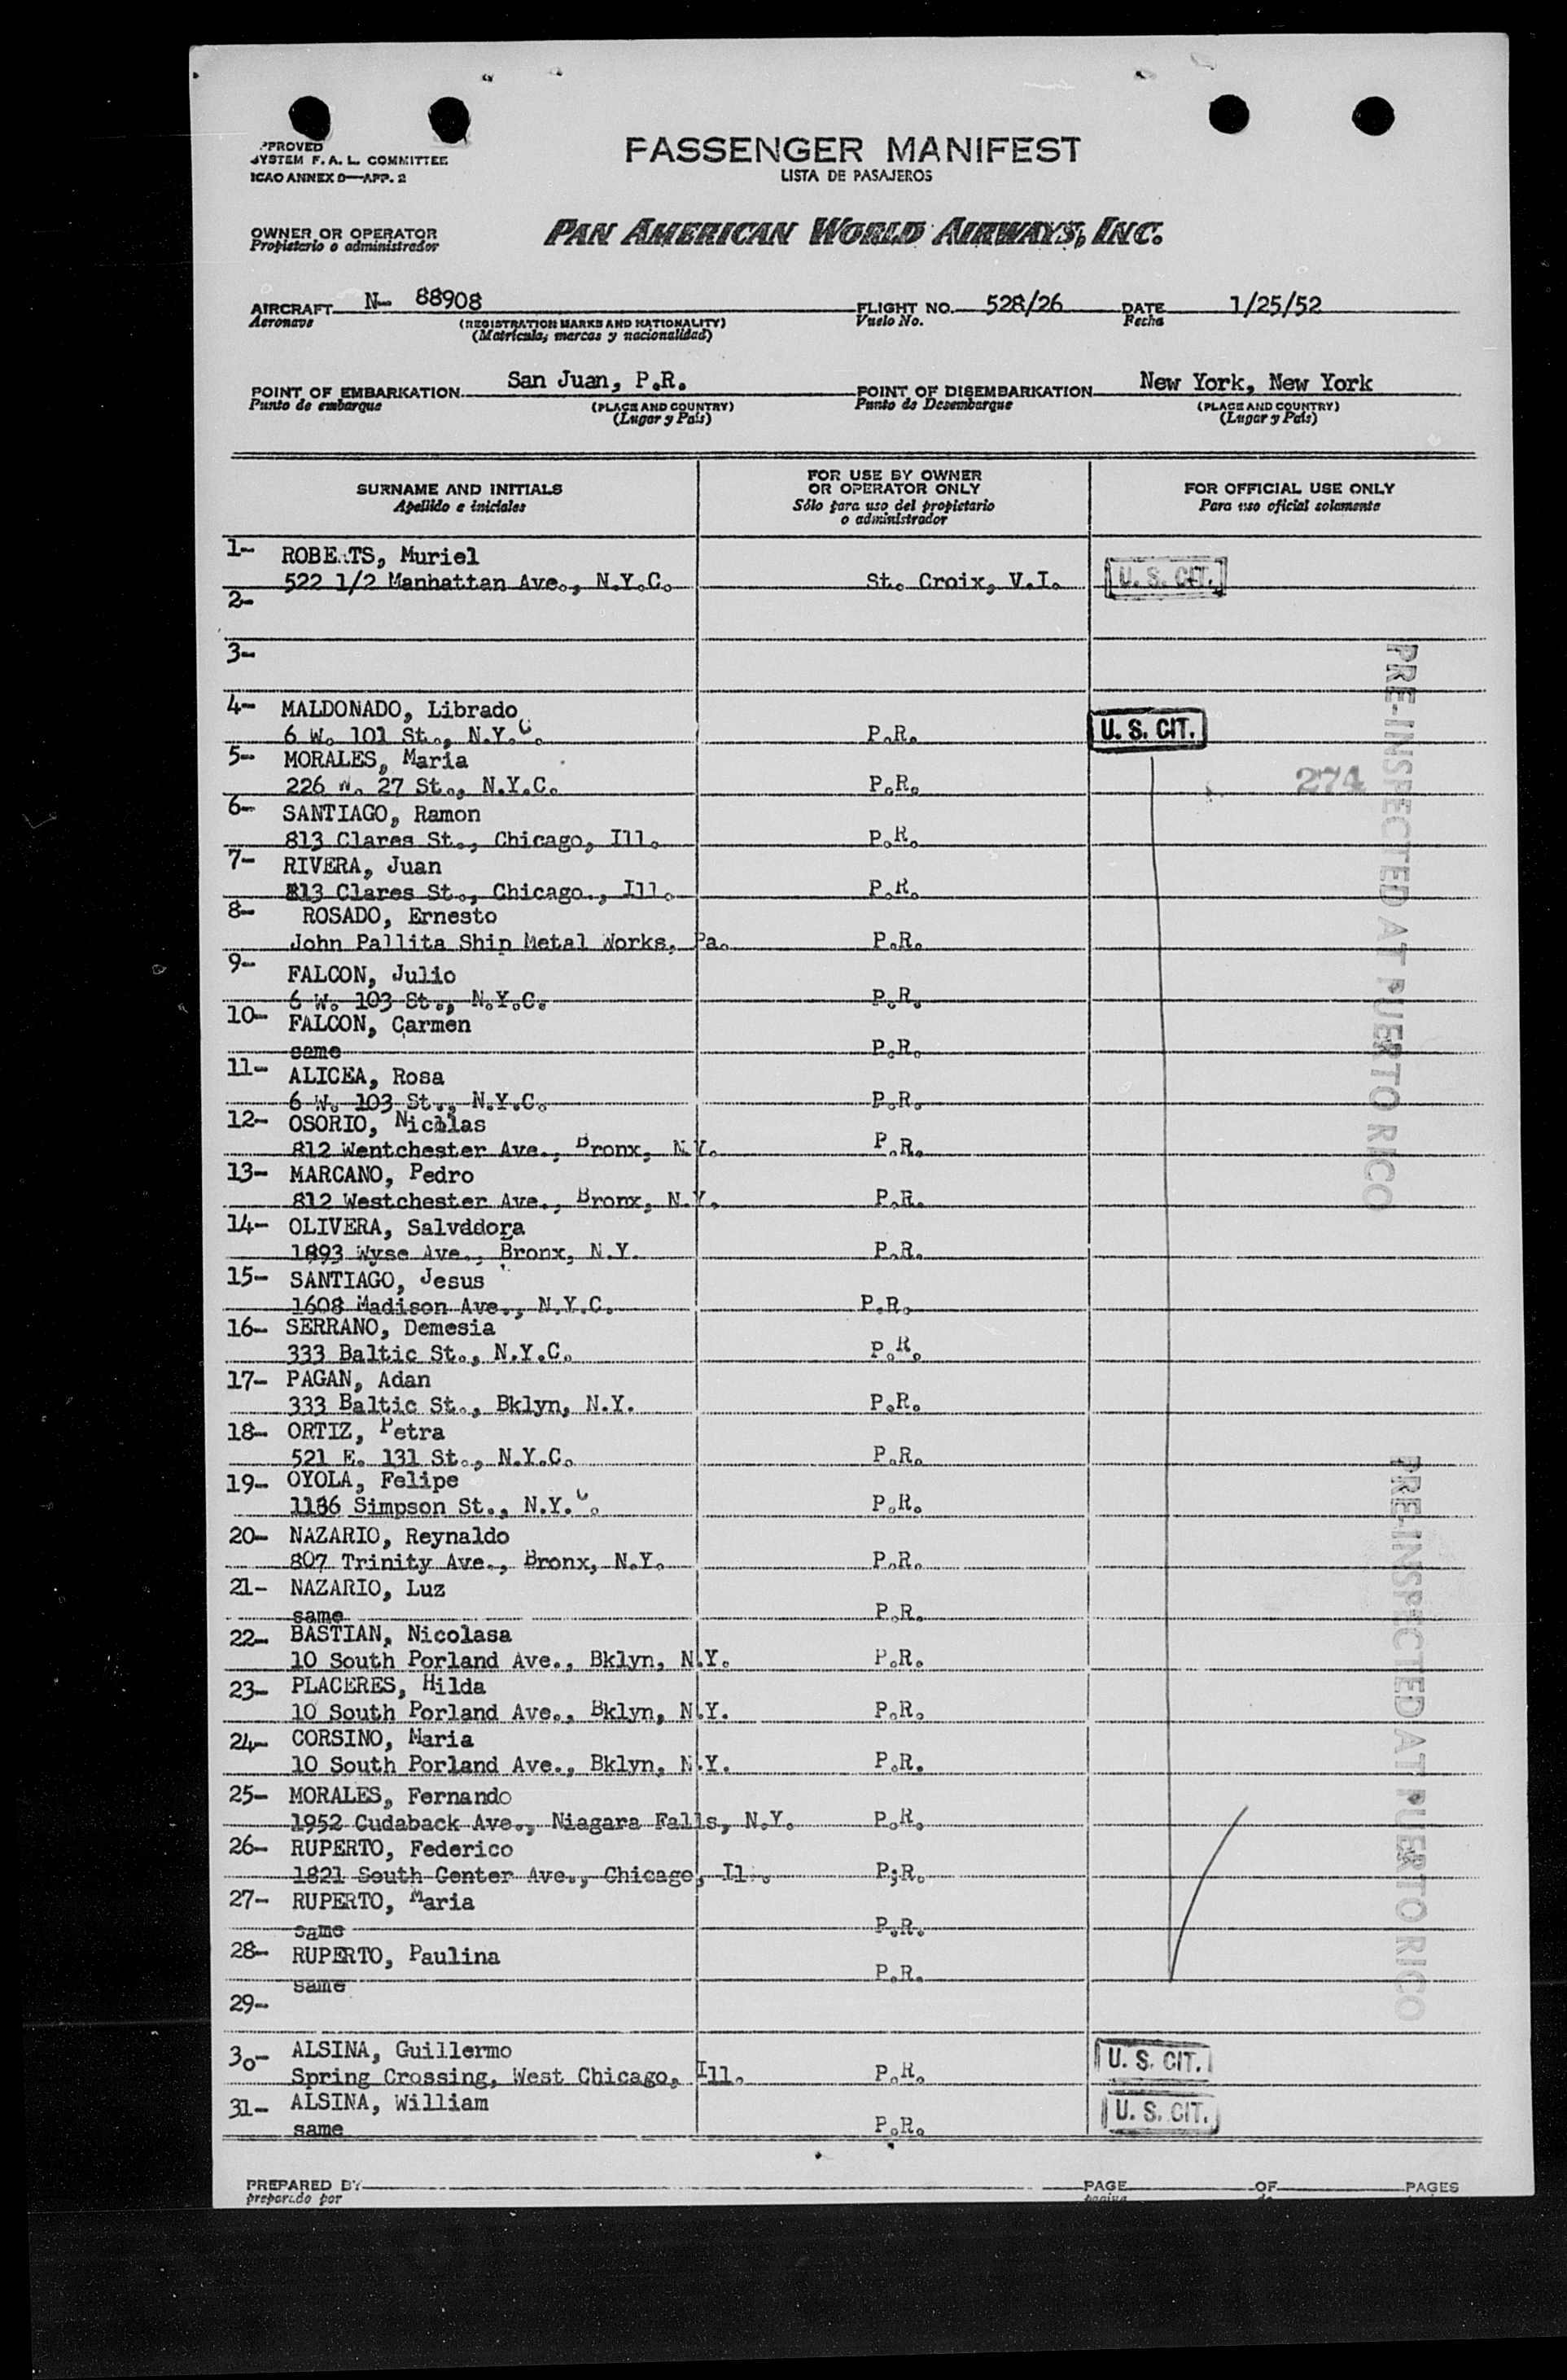 PPROVED
SYSTEM F. A. L. COMMITTEE
ICAO ANNEX 9—APP. 2
PASSENGER MANIFEST
LISTA DE PASAJEROS
OWNER OR OPERATOR
Propietario o administrador
PAN AMERICAN WORLD AIRWAYS, INC.
AIRCRAFT N- 88908 FLIGHT NO. 528/26 DATE 1/25/52
Aeronave (REGISTRATION MARKS AND NATIONALITY) Vuelo No. Fecha
(Matrícula, marcas y nacionalidad)
POINT OF EMBARKATION San Juan, P.R. POINT OF DISEMBARKATION New York, New York
Punto de embarque (PLACE AND COUNTRY) Punto de Desembarque (PLACE AND COUNTRY)
(Lugar y País) (Lugar y País)
SURNAME AND INITIALS
Apellido e iniciales
FOR USE BY OWNER
OR OPERATOR ONLY
Sólo para uso del propietario
o administrador
FOR OFFICIAL USE ONLY
Para uso oficial solamente
1- ROBERTS, Muriel
522 1/2 Manhattan Ave., N.Y.C. St. Croix, V.I. U. S. CIT.
2-
3-
4- MALDONADO, Librado
6 W. 101 St., N.Y.C. P.R. U. S. CIT.
5- MORALES, Maria
226 W. 27 St., N.Y.C. P.R. 274
6- SANTIAGO, Ramon
813 Clares St., Chicago, Ill. P.R.
7- RIVERA, Juan
813 Clares St., Chicago., Ill. P.R.
8- ROSADO, Ernesto
John Pallita Ship Metal Works, Pa. P.R.
9- FALCON, Julio
6 W. 103 St., N.Y.C. P.R.
10- FALCON, Carmen
same P.R.
11- ALICEA, Rosa
6 W. 103 St., N.Y.C. P.R.
12- OSORIO, Nicolas
812 Wentchester Ave., Bronx, N.Y. P.R.
13- MARCANO, Pedro
812 Westchester Ave., Bronx, N.Y. P.R.
14- OLIVERA, Salvadora
1893 Wyse Ave., Bronx, N.Y. P.R.
15- SANTIAGO, Jesus
1608 Madison Ave., N.Y.C. P.R.
16- SERRANO, Demesia
333 Baltic St., N.Y.C. P.R.
17- PAGAN, Adan
333 Baltic St., Bklyn, N.Y. P.R.
18- ORTIZ, Petra
521 E. 131 St., N.Y.C. P.R.
19- OYOLA, Felipe
1186 Simpson St., N.Y.C. P.R.
20- NAZARIO, Reynaldo
807 Trinity Ave., Bronx, N.Y. P.R.
21- NAZARIO, Luz
same P.R.
22- BASTIAN, Nicolasa
10 South Porland Ave., Bklyn, N.Y. P.R.
23- PLACERES, Hilda
10 South Porland Ave., Bklyn, N.Y. P.R.
24- CORSINO, Maria
10 South Porland Ave., Bklyn, N.Y. P.R.
25- MORALES, Fernando
1952 Cudaback Ave., Niagara Falls, N.Y. P.R.
26- RUPERTO, Federico
1821 South Center Ave., Chicago, Il. P.R.
27- RUPERTO, Maria
same P.R.
28- RUPERTO, Paulina
same P.R.
29-
30- ALSINA, Guillermo
Spring Crossing, West Chicago, Ill. P.R. U. S. CIT.
31- ALSINA, William
same P.R. U. S. CIT.
PRE-INSPECTED AT PUERTO RICO
PRE-INSPECTED AT PUERTO RICO
PREPARED BY PAGE OF PAGES
preparado por pagina de